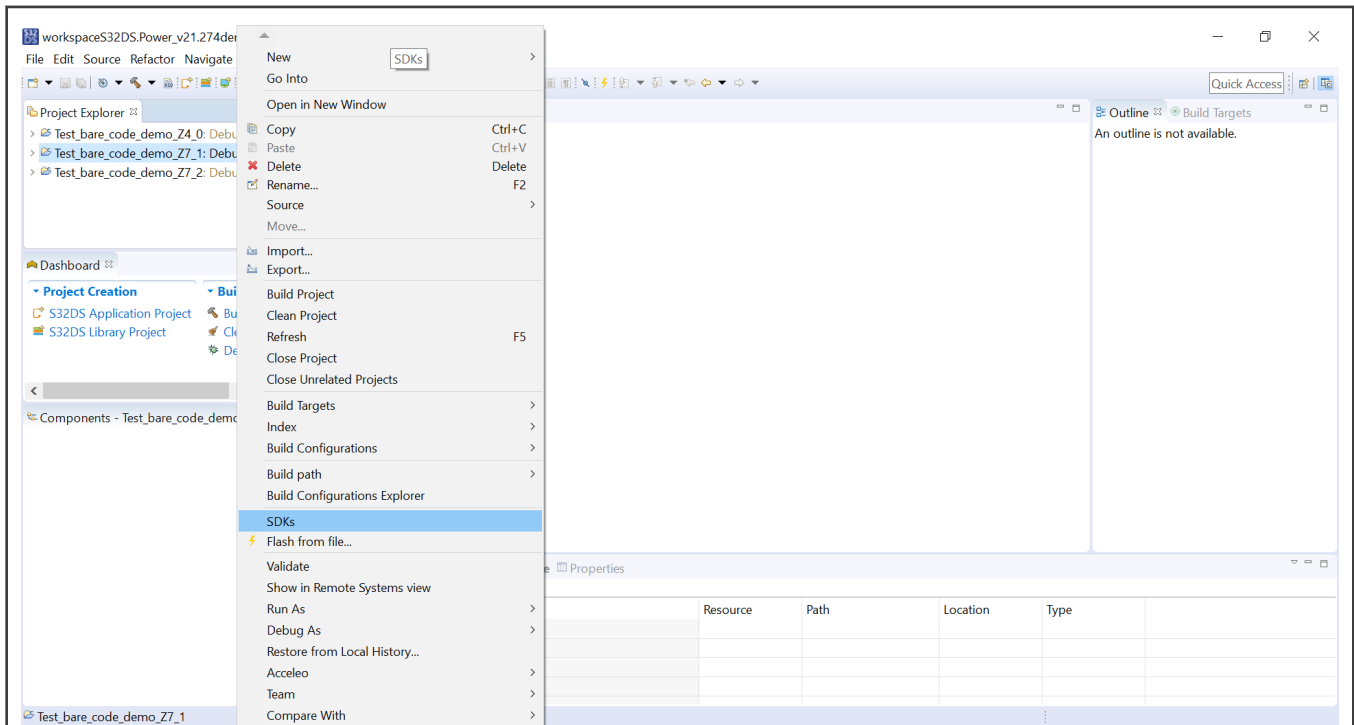 workspaceS32DS.Power_v21.274der
File Edit Source Refactor Navigate
Quick Access
Project Explorer
Test_bare_code_demo_Z4_0: Debu
Test_bare_code_demo_Z7_1: Debu
Test_bare_code_demo_Z7_2: Debu
Dashboard
Project Creation
Bui
S32DS Application Project
Bu
S32DS Library Project
Cle
De
Components - Test_bare_code_demo
Test_bare_code_demo_Z7_1
New
SDKs
Go Into
Open in New Window
Copy Ctrl+C
Paste Ctrl+V
Delete Delete
Rename... F2
Source
Move...
Import...
Export...
Build Project
Clean Project
Refresh F5
Close Project
Close Unrelated Projects
Build Targets
Index
Build Configurations
Build path
Build Configurations Explorer
SDKs
Flash from file...
Validate
Show in Remote Systems view
Run As
Debug As
Restore from Local History...
Acceleo
Team
Compare With
Outline
Build Targets
An outline is not available.
e Properties
Resource Path Location Type